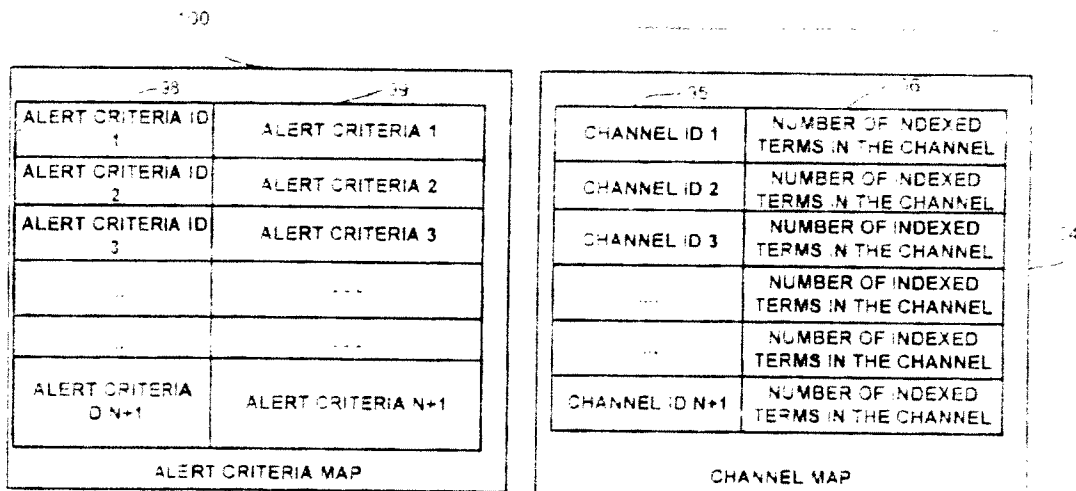 100
98
99
ALERT CRITERIA ID
1
ALERT CRITERIA 1
ALERT CRITERIA ID
2
ALERT CRITERIA 2
ALERT CRITERIA ID
3
ALERT CRITERIA 3
..
- - -
..
- - -
ALERT CRITERIA
ID N+1
ALERT CRITERIA N+1
ALERT CRITERIA MAP
95
96
CHANNEL ID 1
NUMBER OF INDEXED
TERMS IN THE CHANNEL
CHANNEL ID 2
NUMBER OF INDEXED
TERMS IN THE CHANNEL
CHANNEL ID 3
NUMBER OF INDEXED
TERMS IN THE CHANNEL
....
NUMBER OF INDEXED
TERMS IN THE CHANNEL
...
NUMBER OF INDEXED
TERMS IN THE CHANNEL
CHANNEL ID N+1
NUMBER OF INDEXED
TERMS IN THE CHANNEL
CHANNEL MAP